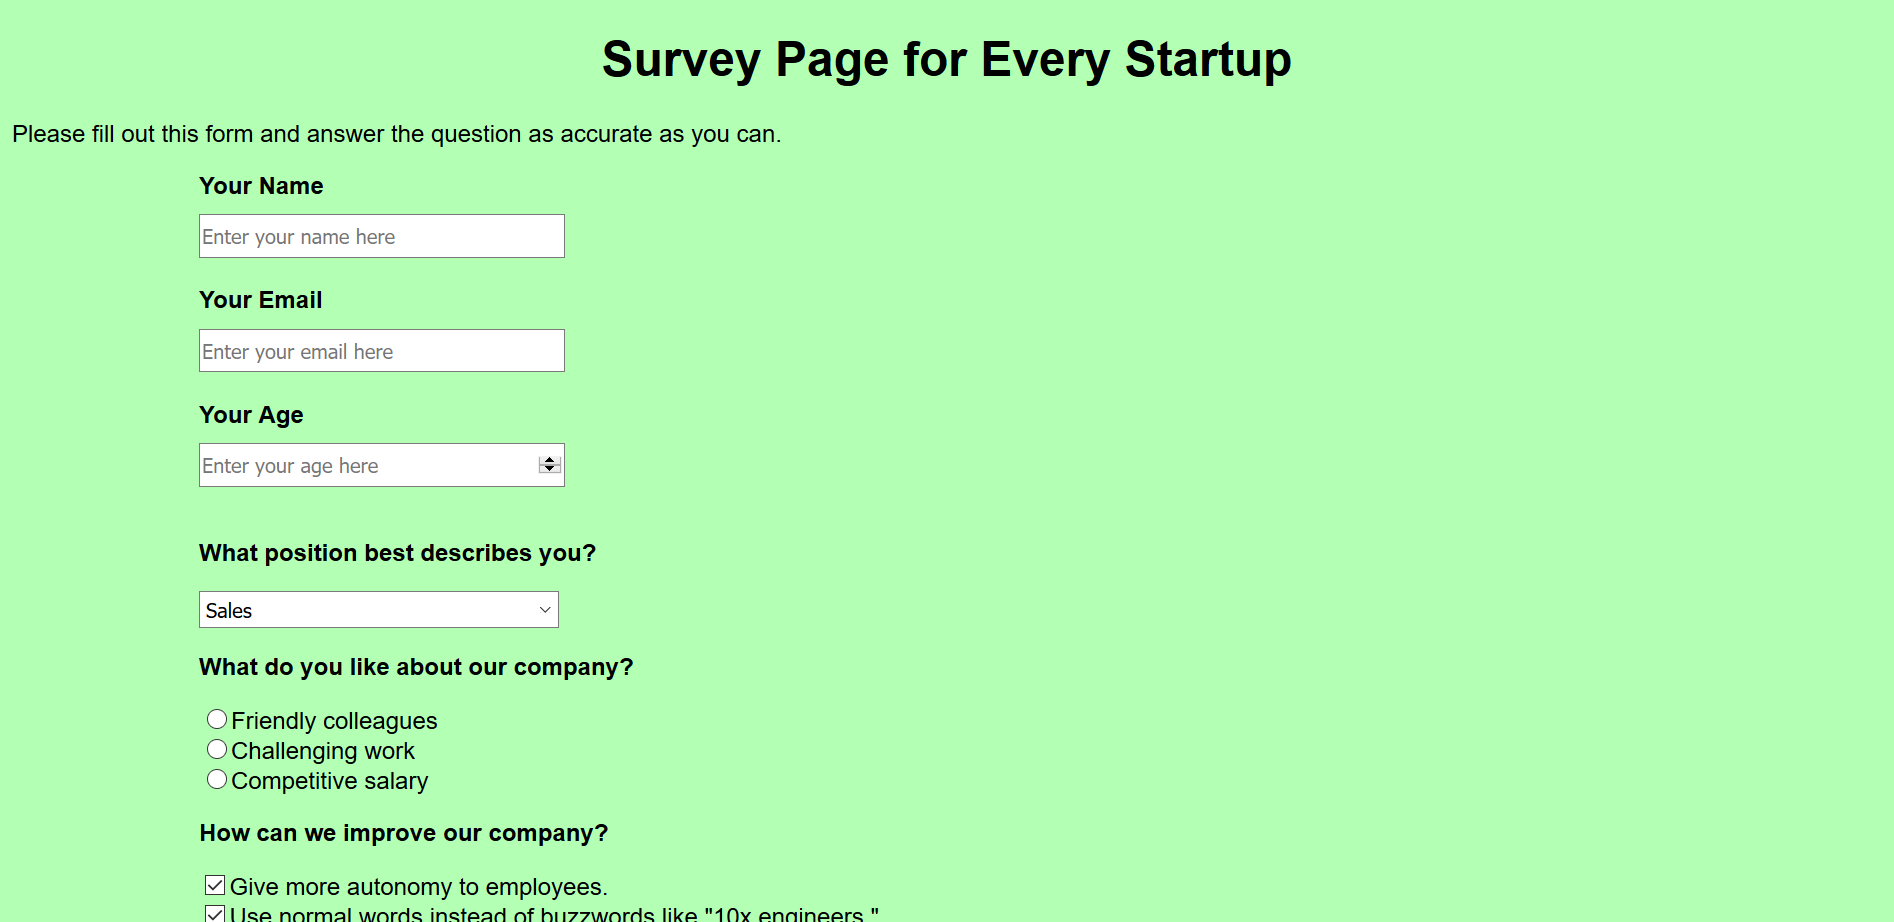 Survey Page for Every Startup
Please fill out this form and answer the question as accurate as you can.
Your Name
Enter your name here
Your Email
Enter your email here
Your Age
Enter your age here
What position best describes you?
Sales
What do you like about our company?
Friendly colleagues
Challenging work
Competitive salary
How can we improve our company?
Give more autonomy to employees.
Use normal words instead of buzzwords like "10x engineers."